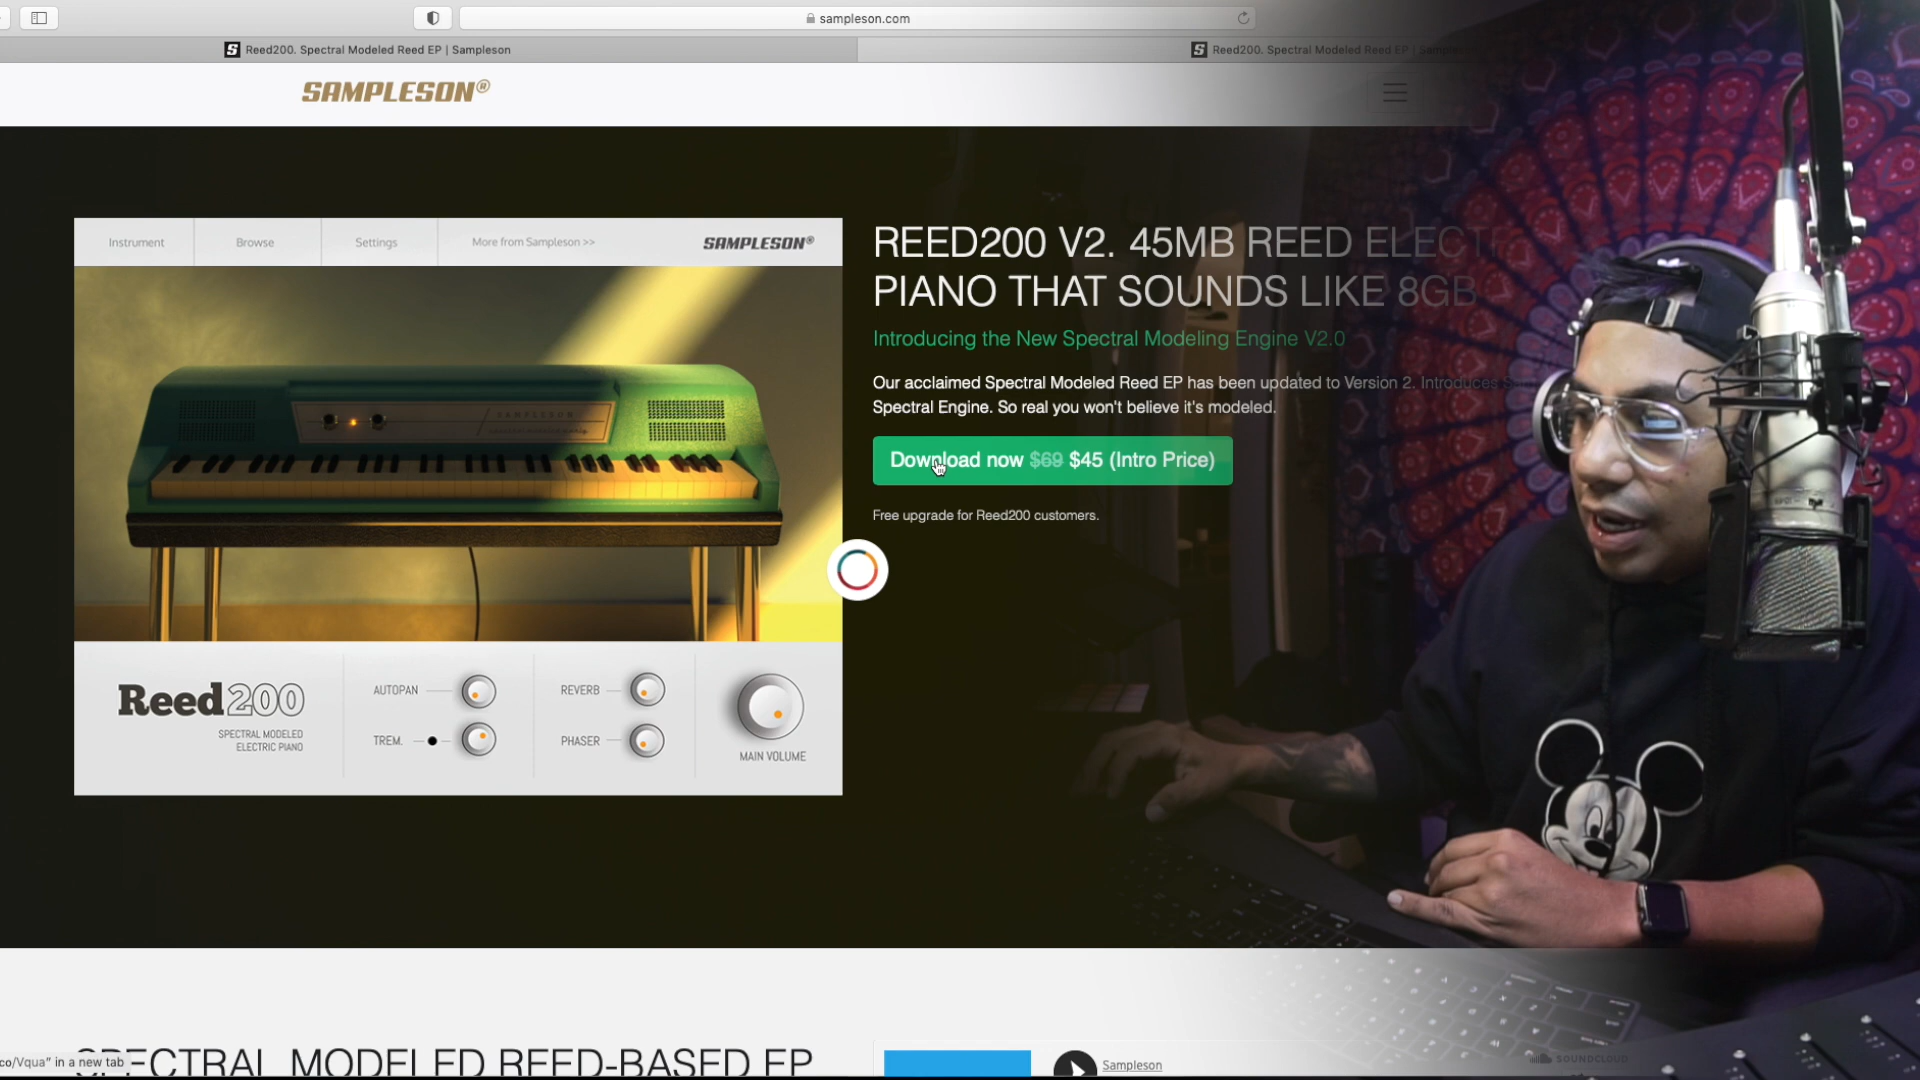 sampleson.com
Reed200. Spectral Modeled Reed EP | Sampleson
Reed200. Spectral Modeled Reed EP |
SAMPLESON®
Instrument
Browse
Settings
More from Sampleson >>
SAMPLESON®
SAMPLESON
Reed200
SPECTRAL MODELED
ELECTRIC PIANO
AUTOPAN
TREM.
REVERB
PHASER
MAIN VOLUME
REED200 V2. 45MB REED ELECT
PIANO THAT SOUNDS LIKE 8GB
Introducing the New Spectral Modeling Engine V2.0
Our acclaimed Spectral Modeled Reed EP has been updated to Version 2. Introduces
Spectral Engine. So real you won't believe it's modeled.
Download now $69 $45 (Intro Price)
Free upgrade for Reed200 customers.
SPECTRAL MODELED REED-BASED EP
co/Vqua" in a new tab
Sampleson
SOUNDCLOUD